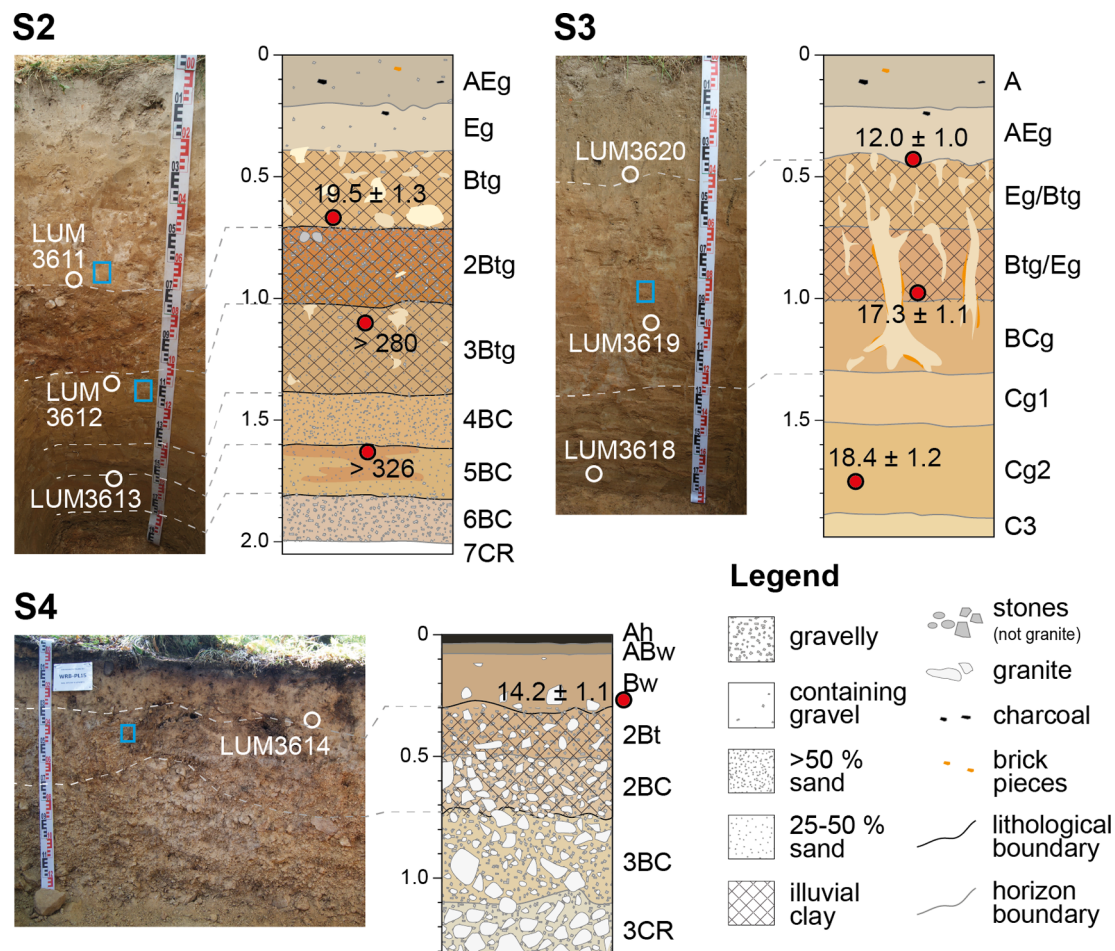 S2
LUM
3611
LUM
3612
LUM3613
0
0.5
1.0
1.5
2.0
19.5 ± 1.3
> 280
> 326
AEg
Eg
Btg
2Btg
3Btg
4BC
5BC
6BC
7CR
S3
LUM3620
LUM3619
LUM3618
0
0.5
1.0
1.5
12.0 ± 1.0
17.3 ± 1.1
18.4 ± 1.2
A
AEg
Eg/Btg
Btg/Eg
BCg
Cg1
Cg2
C3
S4
WRB-PL15
LUM3614
0
0.5
1.0
14.2 ± 1.1
Ah
ABw
Bw
2Bt
2BC
3BC
3CR
Legend
gravelly
containing
gravel
>50 %
sand
25-50 %
sand
illuvial
clay
stones
(not granite)
granite
charcoal
brick
pieces
lithological
boundary
horizon
boundary